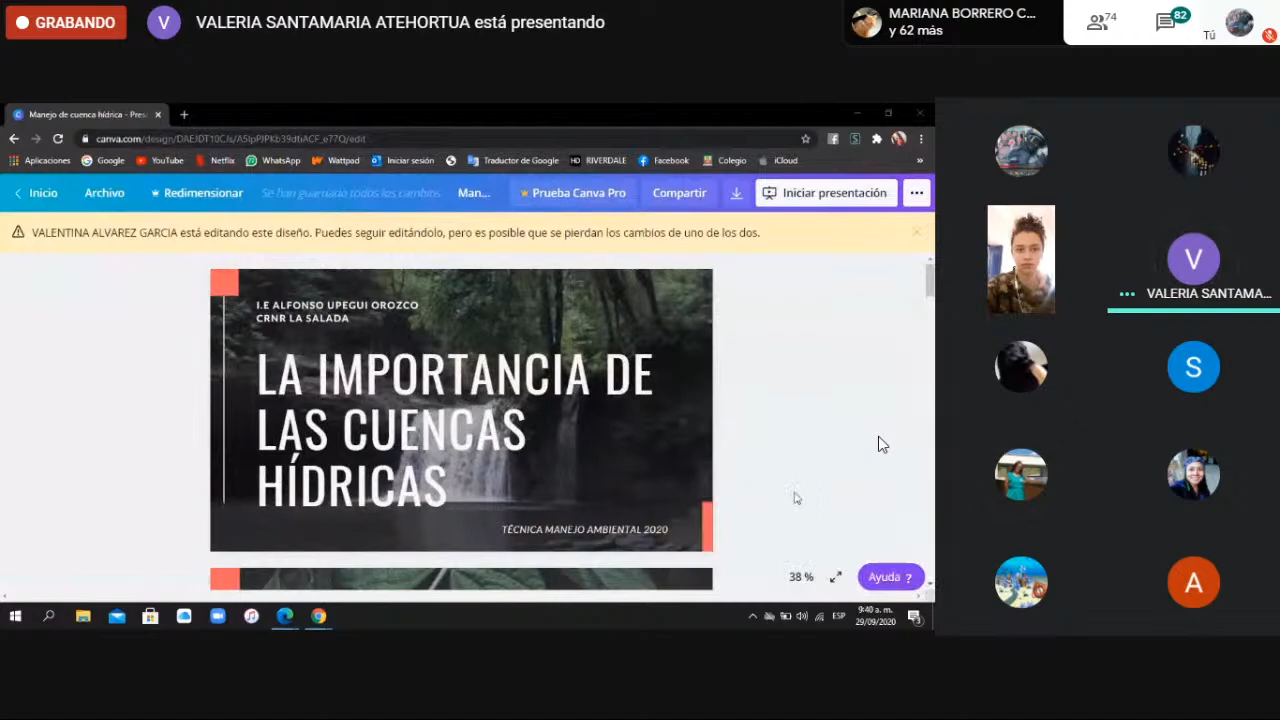 GRABANDO
V
VALERIA SANTAMARIA ATEHORTUA está presentando
MARIANA BORRERO C...
y 62 más
74
82
Tú
Manejo de cuenca hídrica - Pres
canva.com/design/
/edit
Aplicaciones
Google
YouTube
Netflix
WhatsApp
Wattpad
Iniciar sesión
Traductor de Google
HD RIVERDALE
Facebook
Colegio
iCloud
»
Inicio
Archivo
Redimensionar
Se han guardado todos los cambios
Man...
Prueba Canva Pro
Compartir
Iniciar presentación
VALENTINA ALVAREZ GARCIA está editando este diseño. Puedes seguir editándolo, pero es posible que se pierdan los cambios de uno de los dos.
I.E ALFONSO UPEGUI OROZCO
CRNR LA SALADA
LA IMPORTANCIA DE
LAS CUENCAS
HÍDRICAS
TÉCNICA MANEJO AMBIENTAL 2020
38 %
Ayuda ?
ESP
9:40 a. m.
29/09/2020
3
V
VALERIA SANTAMA...
S
A